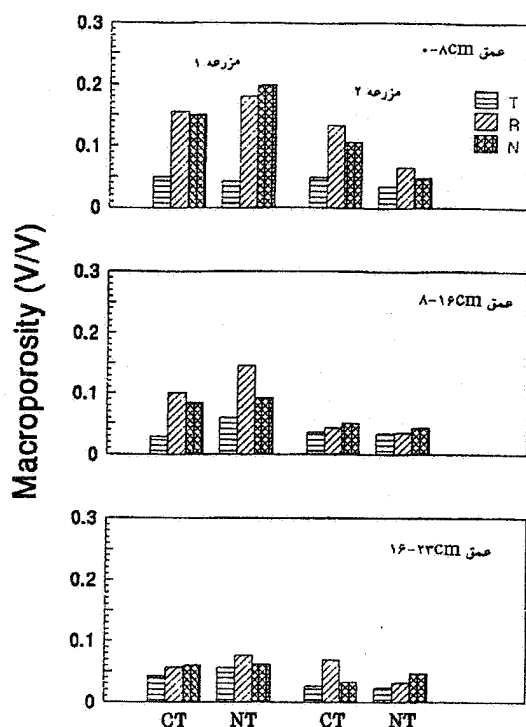 Macroporosity (V/V)
0.3
0.2
0.1
0
عمق ۰-۸cm
مزرعه ۱
مزرعه ۲
T
R
N
0.3
0.2
0.1
0
عمق ۸-۱۶cm
0.3
0.2
0.1
0
عمق ۱۶-۲۳cm
CT NT CT NT